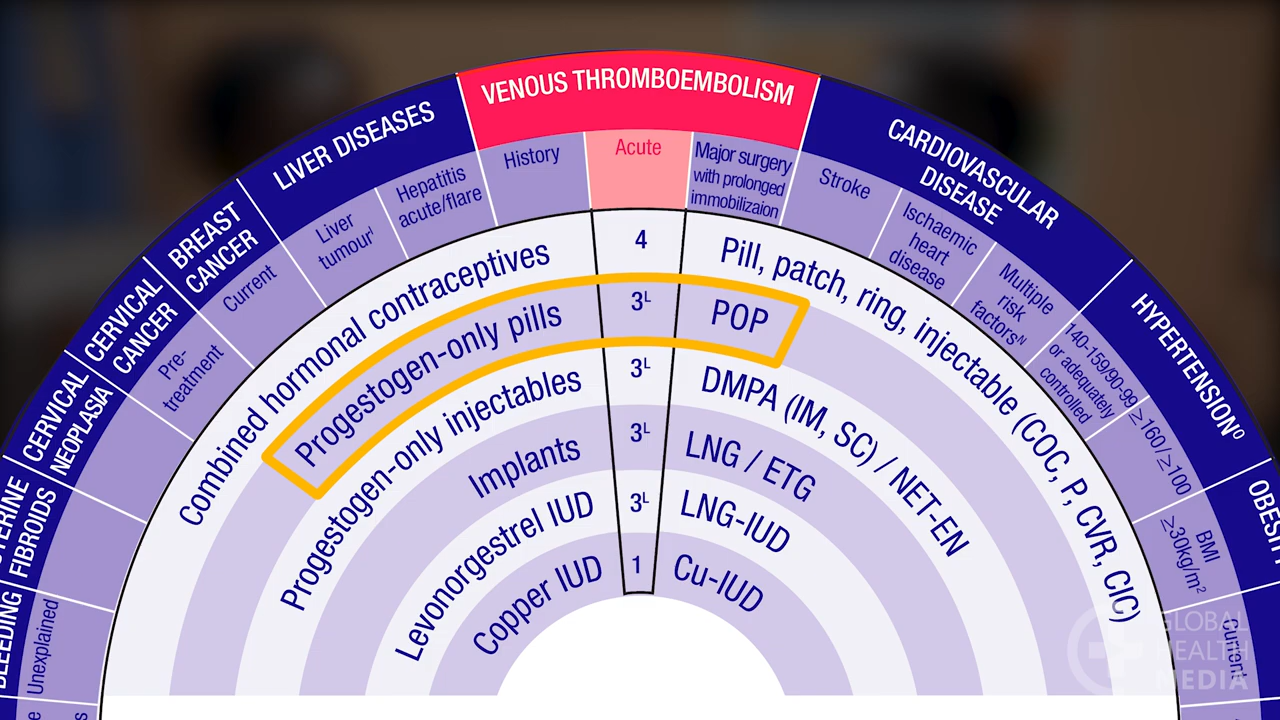 VENOUS THROMBOEMBOLISM
LIVER DISEASES
CARDIOVASCULAR
DISEASE
BREAST
CANCER
CERVICAL
CANCER
CERVICAL
NEOPLASIA
FIBROIDS
BLEEDING
HYPERTENSION⁰
History
Acute
Major surgery
with prolonged
immobilizaion
Stroke
Ischaemic
heart
disease
Multiple
risk
factorsᴺ
140-159/90-99
or adequately
controlled
≥160/≥100
BMI
≥30kg/m²
Current
Hepatitis
acute/flare
Liver
tumourᴵ
Current
Pre-
treatment
Unexplained
Combined hormonal contraceptives
4
Pill, patch, ring, injectable (COC, P, CVR, CIC)
Progestogen-only pills
3ᴸ
POP
Progestogen-only injectables
3ᴸ
DMPA (IM, SC) / NET-EN
Implants
3ᴸ
LNG / ETG
Levonorgestrel IUD
3ᴸ
LNG-IUD
Copper IUD
1
Cu-IUD
GLOBAL
HEALTH
MEDIA